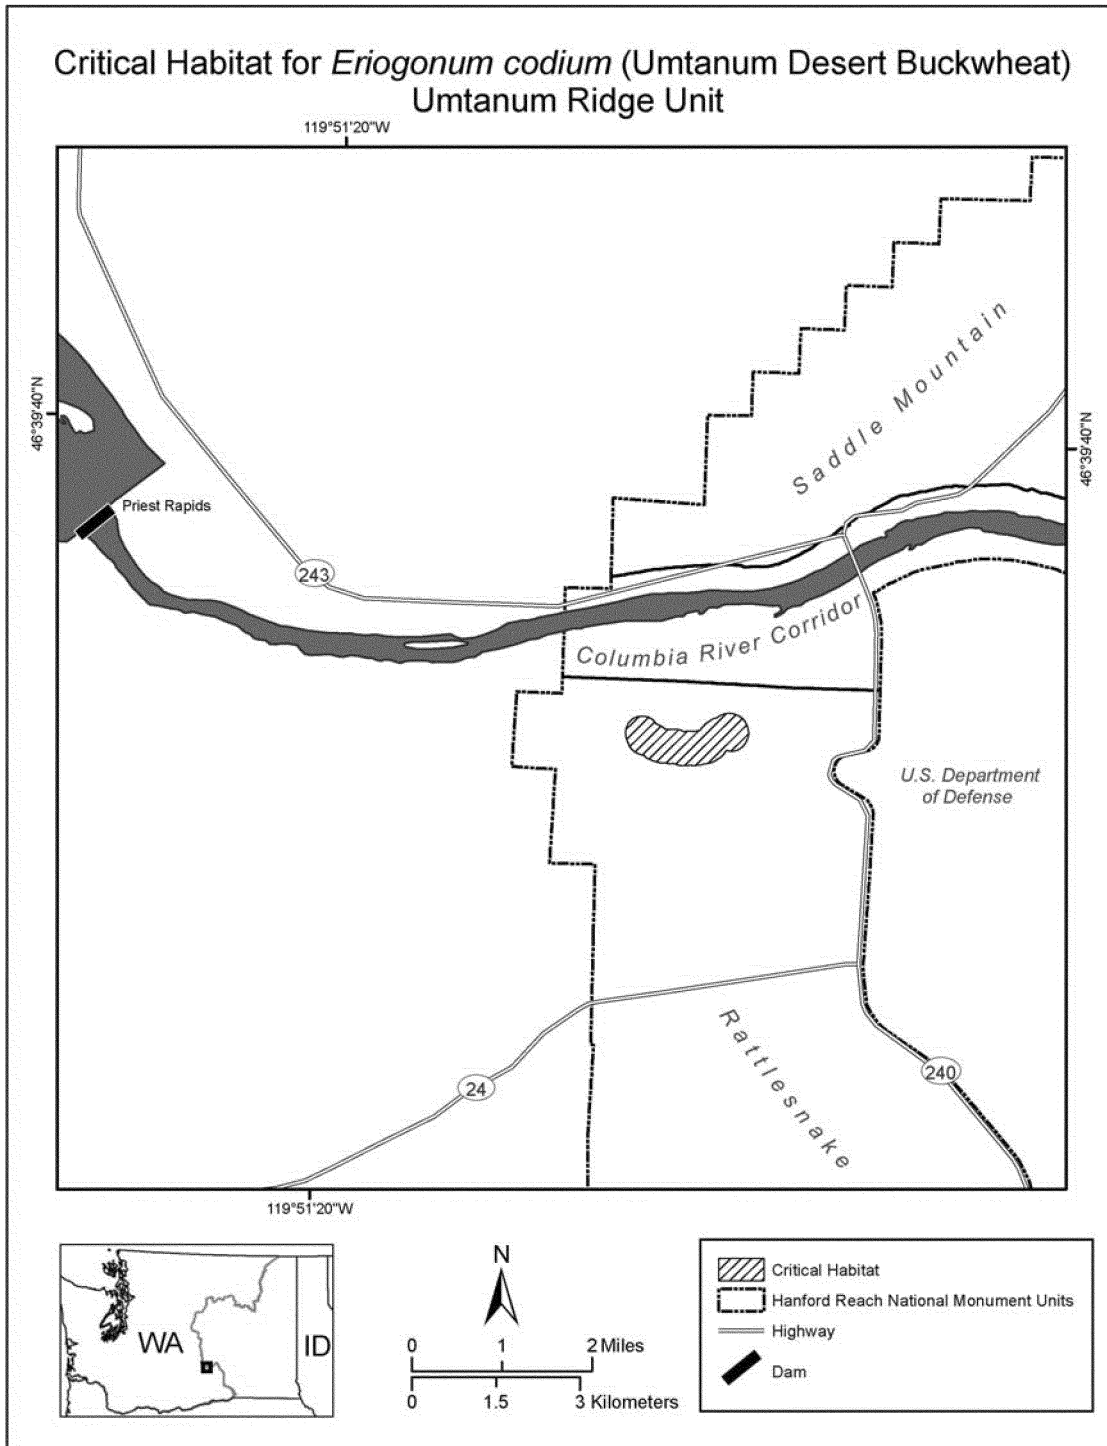 Critical Habitat for Eriogonum codium (Umtanum Desert Buckwheat)
Umtanum Ridge Unit
119°51'20"W
46°39'40"N
46°39'40"N
Saddle Mountain
Priest Rapids
243
Columbia River Corridor
U.S. Department
of Defense
Rattlesnake
24
240
119°51'20"W
WA
ID
N
0 1 2 Miles
0 1.5 3 Kilometers
Critical Habitat
Hanford Reach National Monument Units
Highway
Dam